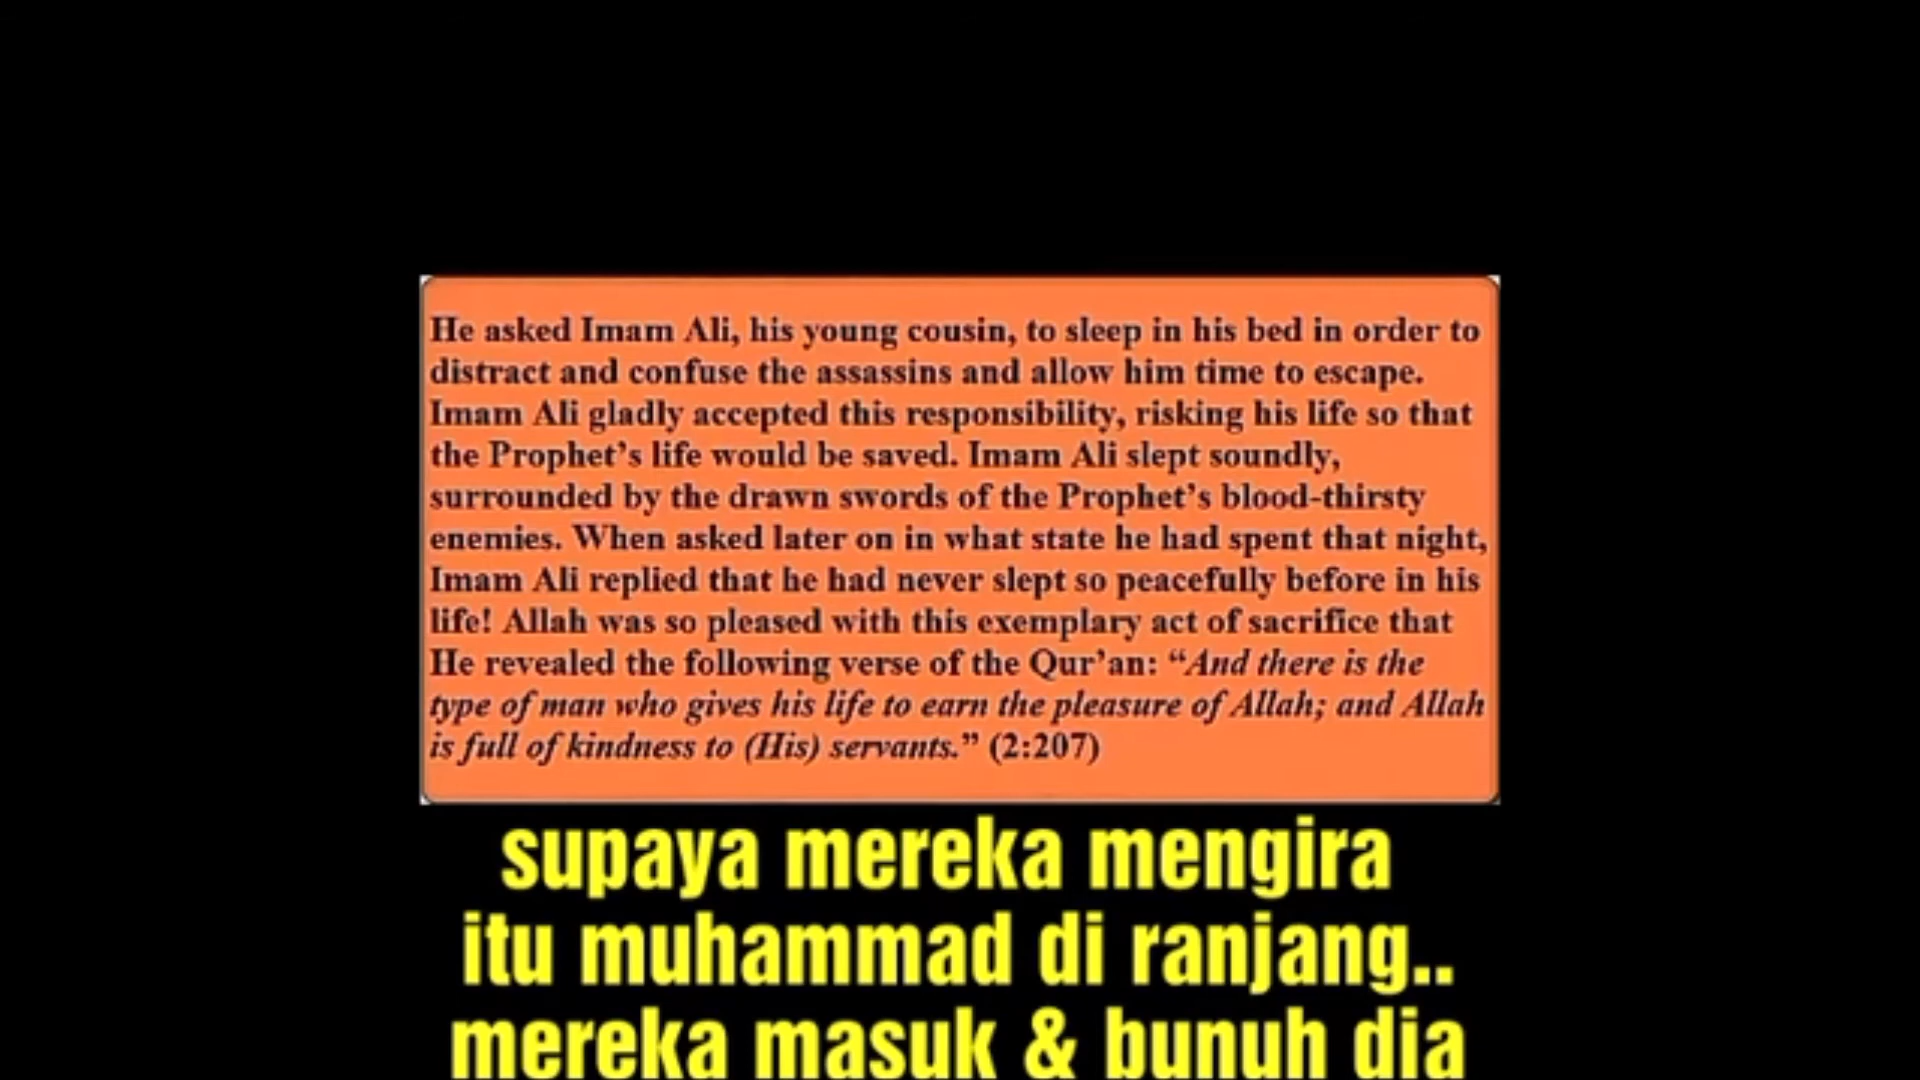 He asked Imam Ali, his young cousin, to sleep in his bed in order to
distract and confuse the assassins and allow him time to escape.
Imam Ali gladly accepted this responsibility, risking his life so that
the Prophet’s life would be saved. Imam Ali slept soundly,
surrounded by the drawn swords of the Prophet’s blood-thirsty
enemies. When asked later on in what state he had spent that night,
Imam Ali replied that he had never slept so peacefully before in his
life! Allah was so pleased with this exemplary act of sacrifice that
He revealed the following verse of the Qur’an: “And there is the
type of man who gives his life to earn the pleasure of Allah; and Allah
is full of kindness to (His) servants.” (2:207)
supaya mereka mengira
itu muhammad di ranjang..
mereka masuk & bunuh dia